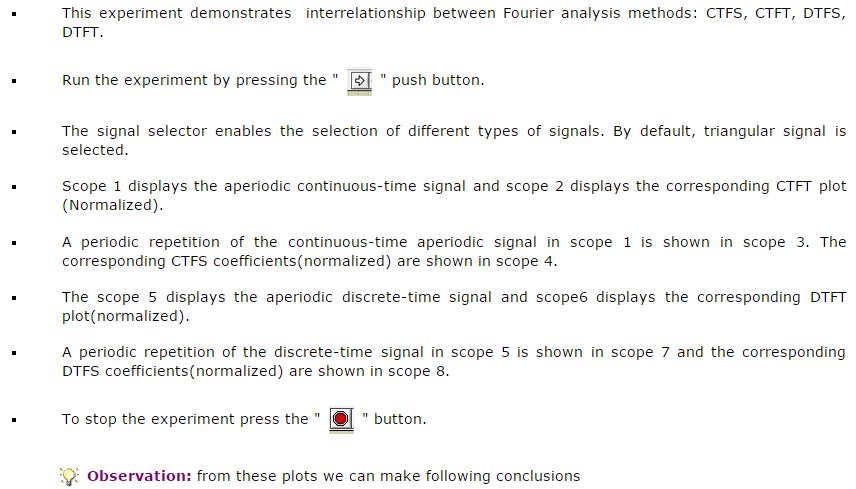 This experiment demonstrates interrelationship between Fourier analysis methods: CTFS, CTFT, DTFS,
DTFT.
Run the experiment by pressing the " " push button.
The signal selector enables the selection of different types of signals. By default, triangular signal is
selected.
Scope 1 displays the aperiodic continuous-time signal and scope 2 displays the corresponding CTFT plot
(Normalized).
A periodic repetition of the continuous-time aperiodic signal in scope 1 is shown in scope 3. The
corresponding CTFS coefficients(normalized) are shown in scope 4.
The scope 5 displays the aperiodic discrete-time signal and scope6 displays the corresponding DTFT
plot(normalized).
A periodic repetition of the discrete-time signal in scope 5 is shown in scope 7 and the corresponding
DTFS coefficients(normalized) are shown in scope 8.
To stop the experiment press the " " button.
Observation: from these plots we can make following conclusions